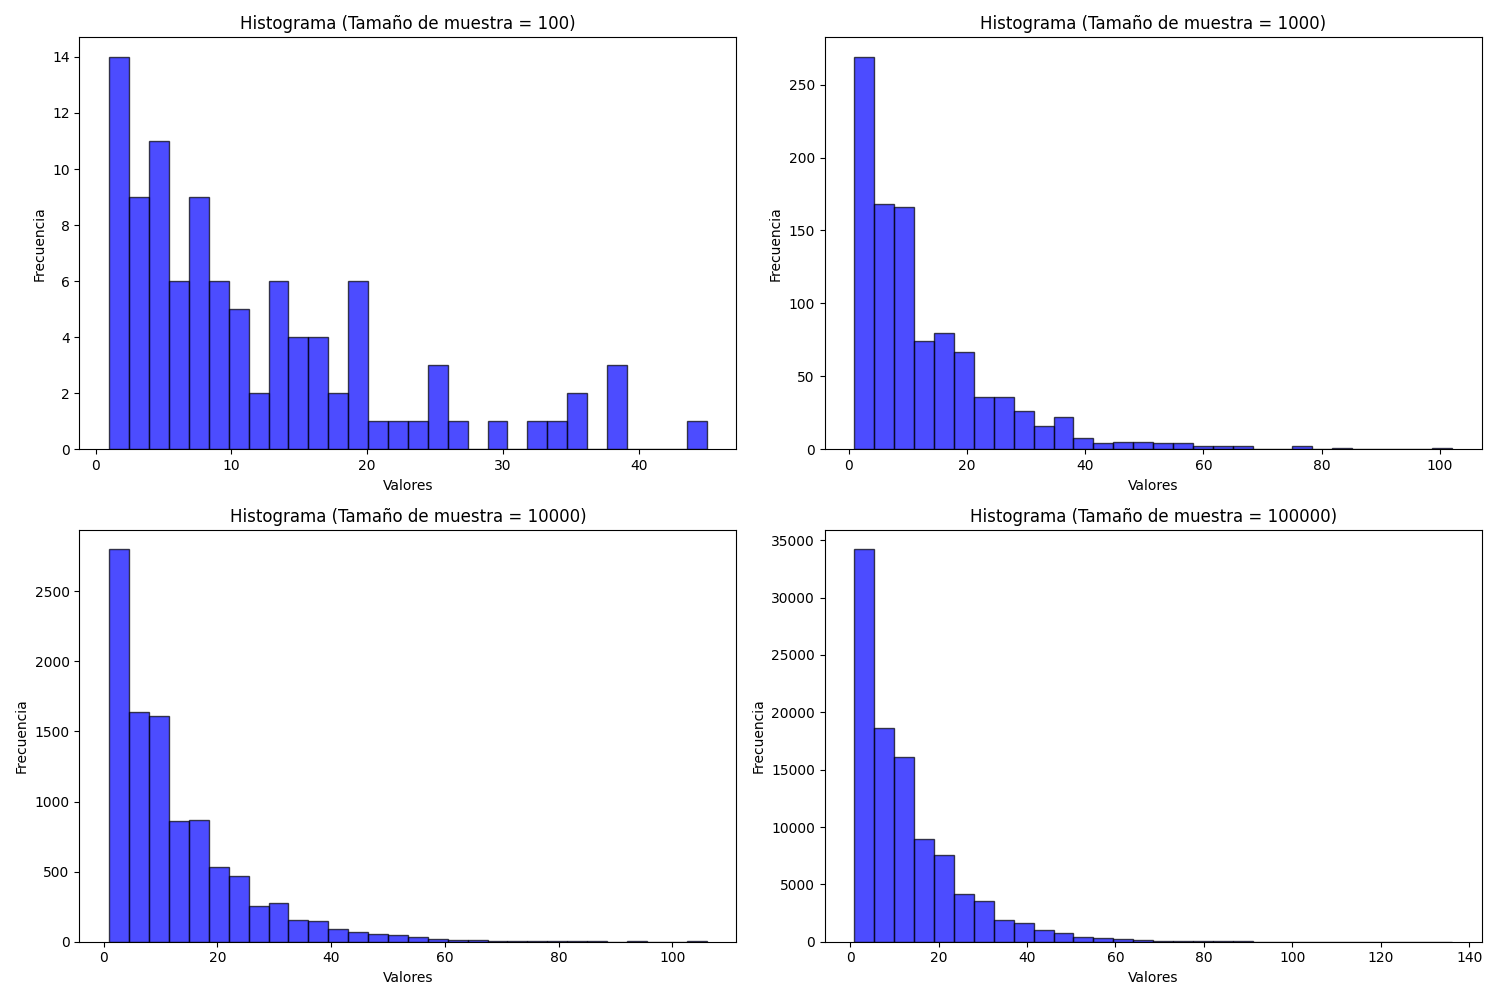 Histograma (Tamaño de muestra = 100)
14
12
10
8
6
4
2
0
Frecuencia
0 10 20 30 40
Valores
Histograma (Tamaño de muestra = 1000)
250
200
150
100
50
0
Frecuencia
0 20 40 60 80 100
Valores
Histograma (Tamaño de muestra = 10000)
2500
2000
1500
1000
500
0
Frecuencia
0 20 40 60 80 100
Valores
Histograma (Tamaño de muestra = 100000)
35000
30000
25000
20000
15000
10000
5000
0
Frecuencia
0 20 40 60 80 100 120 140
Valores